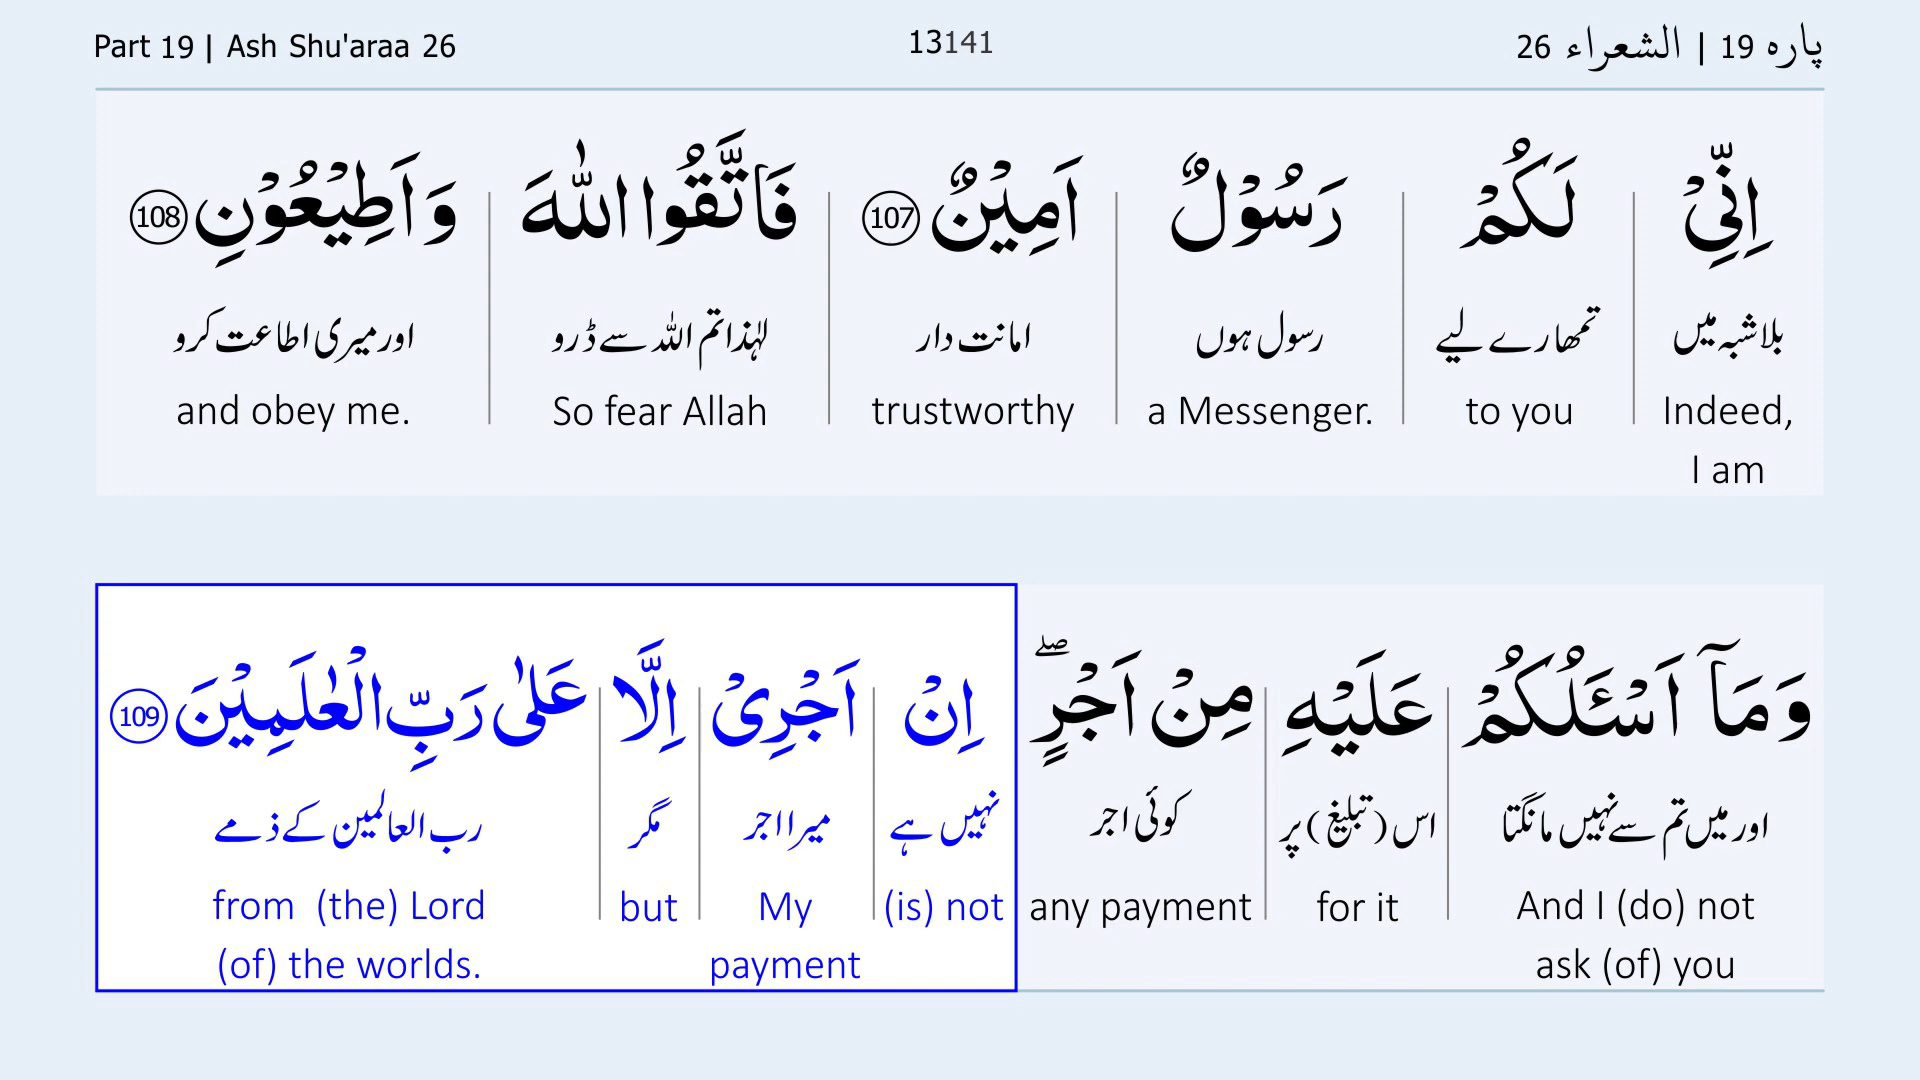 Part 19 | Ash Shu'araa 26 13141 پارہ 19 | الشعراء 26
اِنِّیْ لَكُمْ رَسُوْلٌ اَمِیْنٌ ۝107 فَاتَّقُوا اللّٰهَ وَ اَطِیْعُوْنِ ۝108
بلاشبہ میں تمھارے لیے رسول ہوں امانت دار لہٰذا تم اللہ سے ڈرو اور میری اطاعت کرو
and obey me. So fear Allah trustworthy a Messenger. to you Indeed,
I am
وَ مَاۤ اَسْـَٔلُكُمْ عَلَیْهِ مِنْ اَجْرٍ ۖ اِنْ اَجْرِیَ اِلَّا عَلٰی رَبِّ الْعٰلَمِیْنَ ۝109
اور میں تم سے نہیں مانگتا اس (تبلیغ) پر کوئی اجر نہیں ہے میرا اجر مگر رب العالمین کے ذمے
from (the) Lord but My (is) not any payment for it And I (do) not
(of) the worlds. payment ask (of) you